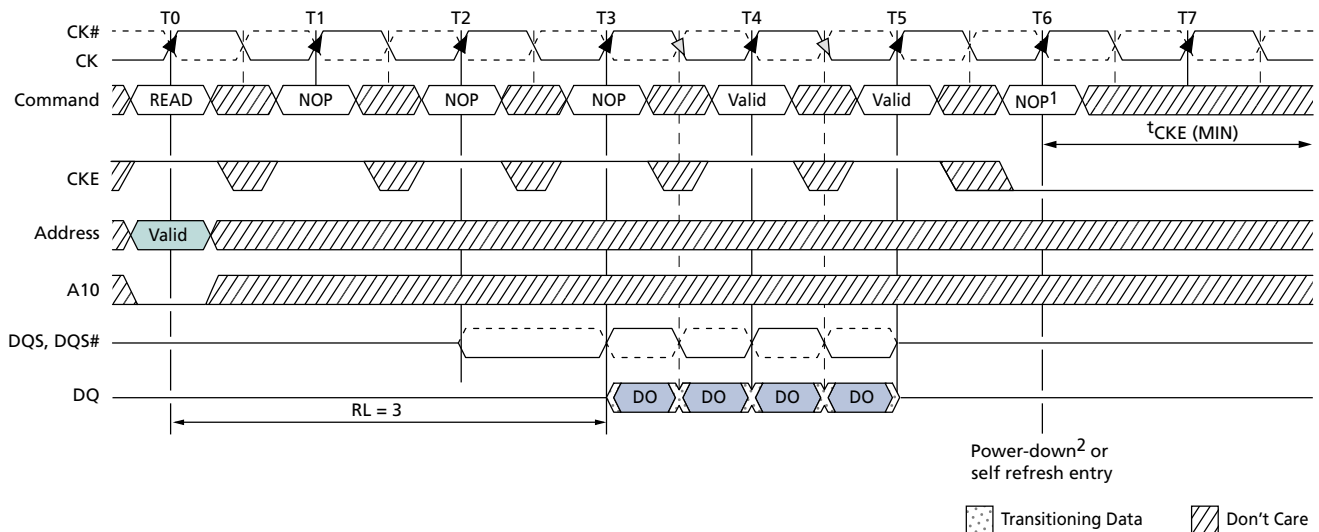 T0 T1 T2 T3 T4 T5 T6 T7
CK#
CK
Command READ NOP NOP NOP Valid Valid NOP1
tCKE (MIN)
CKE
Address Valid
A10
DQS, DQS#
DQ DO DO DO DO
RL = 3
Power-down2 or
self refresh entry
Transitioning Data Don't Care